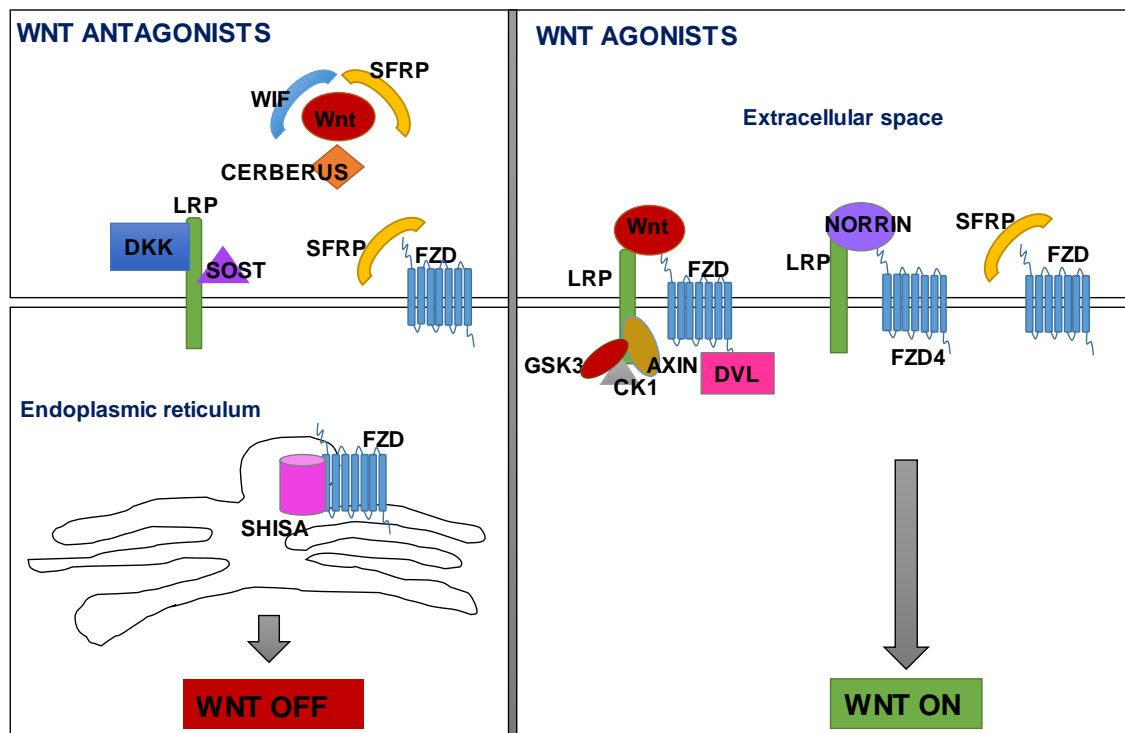 WNT ANTAGONISTS
SFRP
WIF
Wnt
CERBERUS
LRP
DKK
SOST
SFRP
FZD
Endoplasmic reticulum
FZD
SHISA
WNT OFF
WNT AGONISTS
Extracellular space
Wnt
NORRIN
SFRP
LRP
FZD
LRP
FZD
GSK3
AXIN
CK1
DVL
FZD4
WNT ON